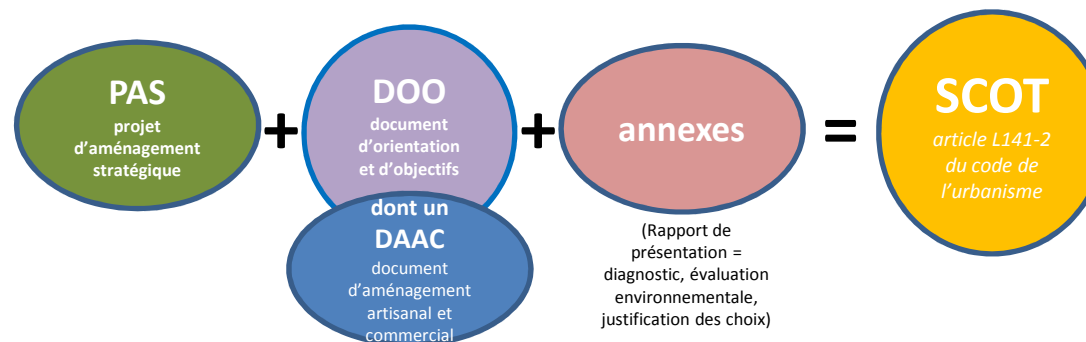 PAS
projet
d’aménagement
stratégique
+
DOO
document
d’orientation
et d’objectifs
dont un
DAAC
document
d’aménagement
artisanal et
commercial
+
annexes
(Rapport de
présentation =
diagnostic, évaluation
environnementale,
justification des choix)
=
SCOT
article L141-2
du code de
l’urbanisme